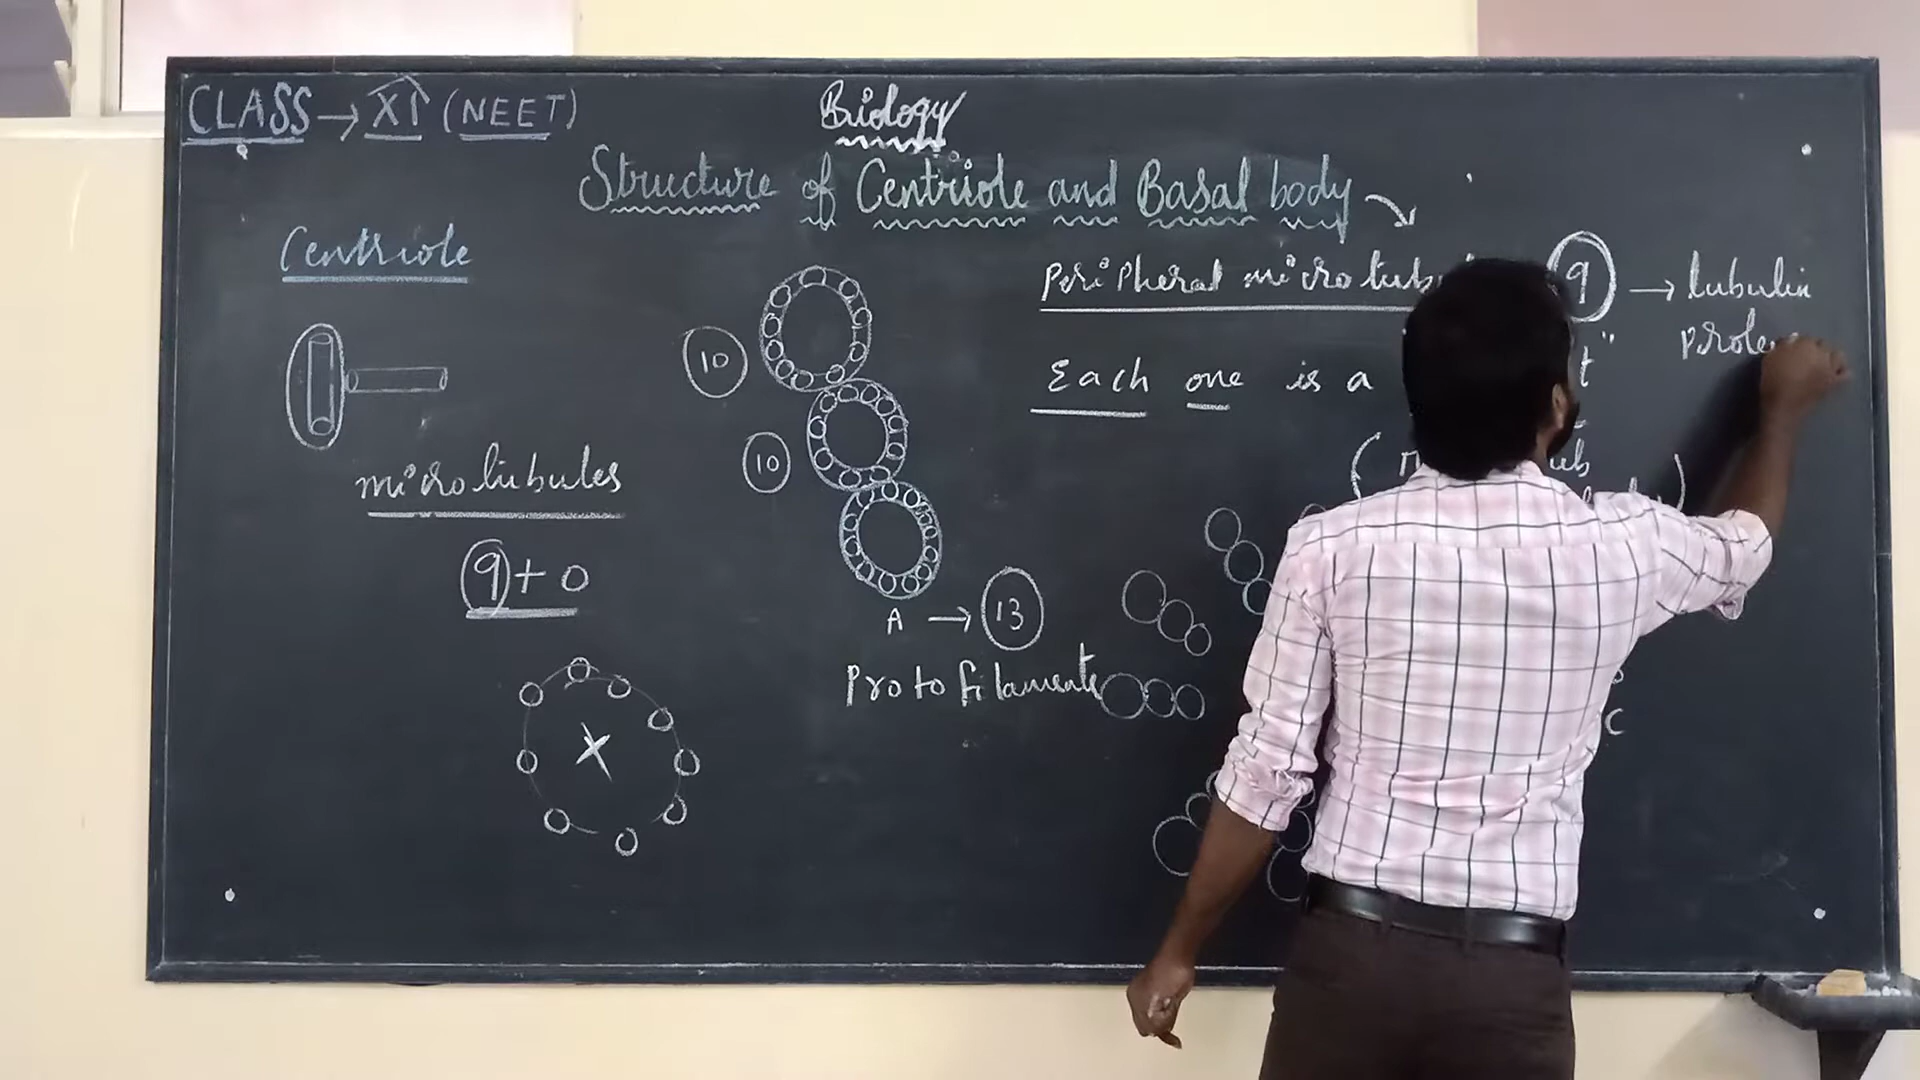 CLASS → XI (NEET)
Biology
Structure of Centriole and Basal body
Centriole
Peripheral
9 → tubulin
10
Each one is a
10
microtubules
9 + 0
A → 13
Protofilaments
C
X